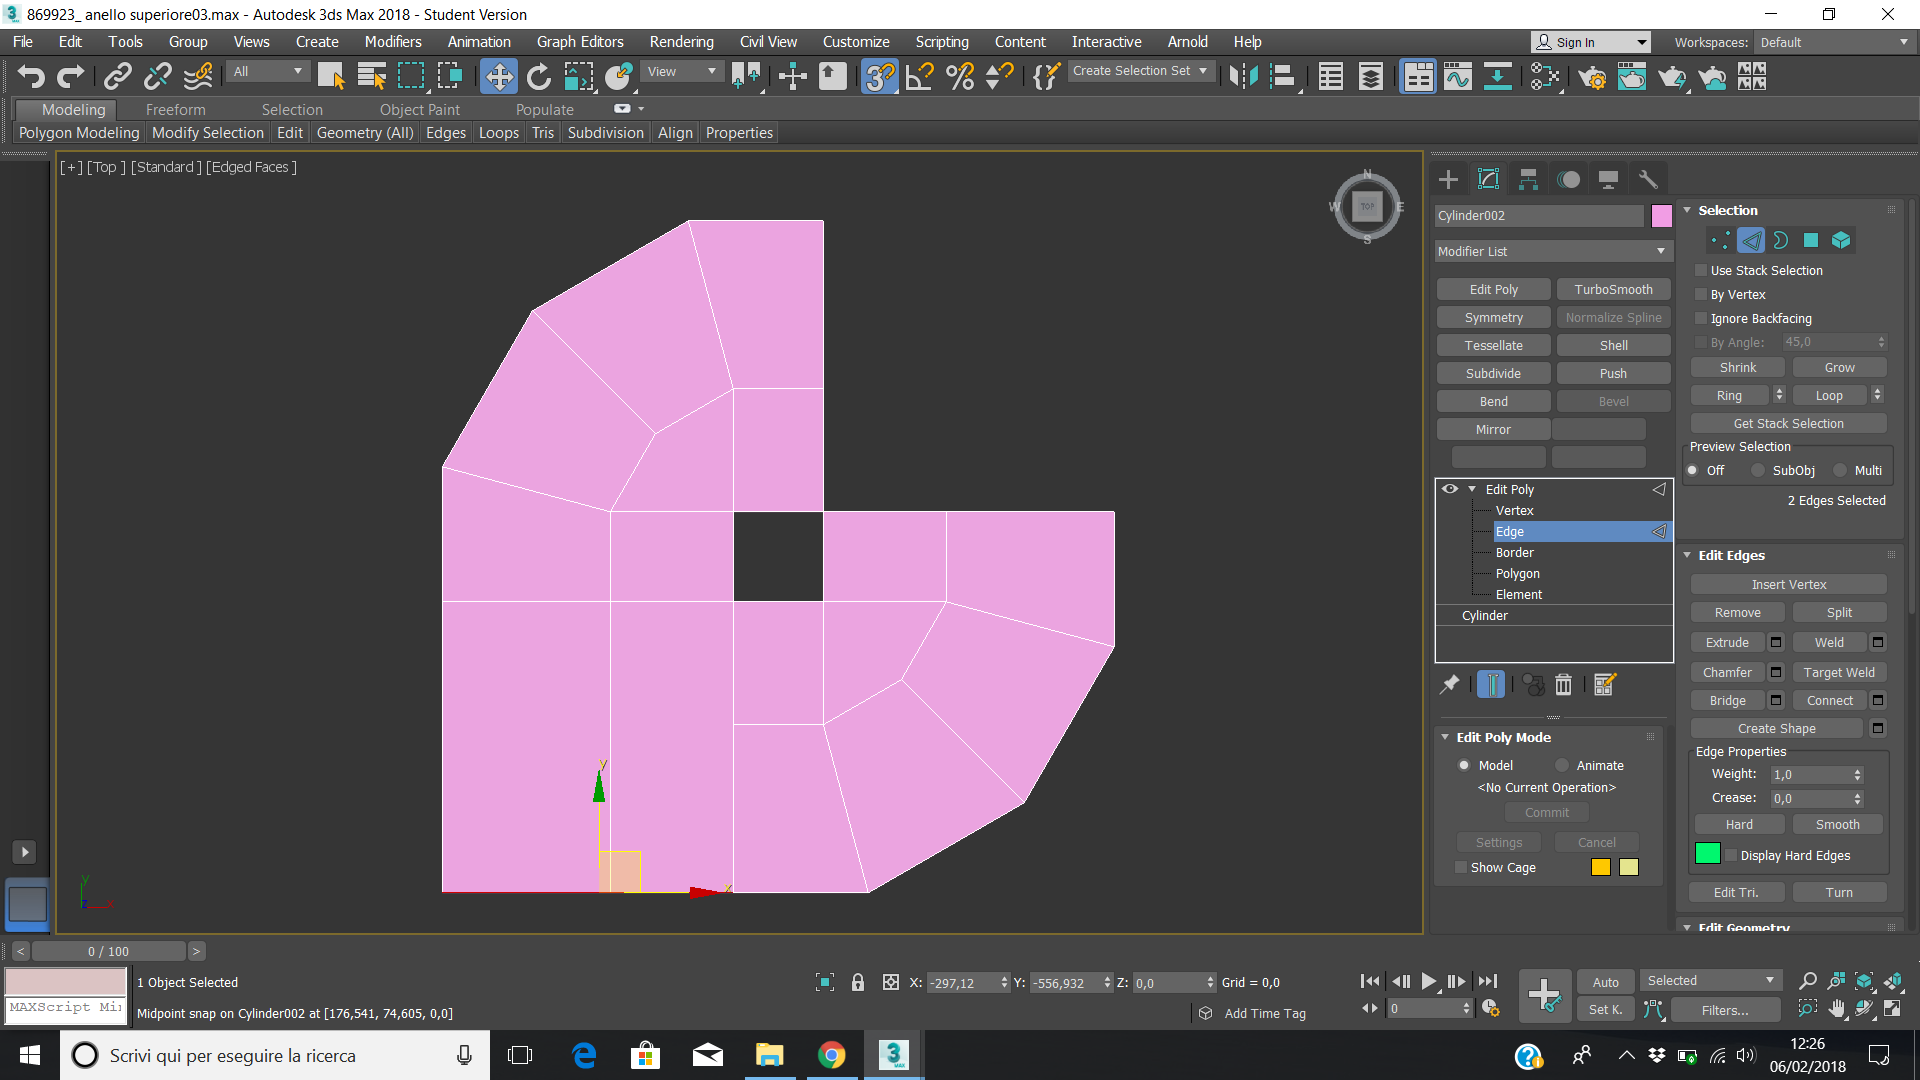 869923_ anello superiore03.max - Autodesk 3ds Max 2018 - Student Version
File Edit Tools Group Views Create Modifiers Animation Graph Editors Rendering Civil View Customize Scripting Content Interactive Arnold Help Sign In Workspaces: Default
All View Create Selection Set
Modeling Freeform Selection Object Paint Populate
Polygon Modeling Modify Selection Edit Geometry (All) Edges Loops Tris Subdivision Align Properties
[+] [Top ] [Standard ] [Edged Faces ]
N
W TOP E
S
Cylinder002
Modifier List
Edit Poly TurboSmooth
Symmetry Normalize Spline
Tessellate Shell
Subdivide Push
Bend Bevel
Mirror
Edit Poly
Vertex
Edge
Border
Polygon
Element
Cylinder
Edit Poly Mode
Model Animate
<No Current Operation>
Commit
Settings Cancel
Show Cage
Selection
Use Stack Selection
By Vertex
Ignore Backfacing
By Angle: 45,0
Shrink Grow
Ring Loop
Get Stack Selection
Preview Selection
Off SubObj Multi
2 Edges Selected
Edit Edges
Insert Vertex
Remove Split
Extrude Weld
Chamfer Target Weld
Bridge Connect
Create Shape
Edge Properties
Weight: 1,0
Crease: 0,0
Hard Smooth
Display Hard Edges
Edit Tri. Turn
Edit Geometry
y
x
y
z x
< 0 / 100 >
1 Object Selected X: -297,12 Y: -556,932 Z: 0,0 Grid = 0,0 Auto Selected
MAXScript Mi
Midpoint snap on Cylinder002 at [176,541, 74,605, 0,0] Add Time Tag 0 Set K. Filters...
Scrivi qui per eseguire la ricerca
3
MAX
12:26
06/02/2018